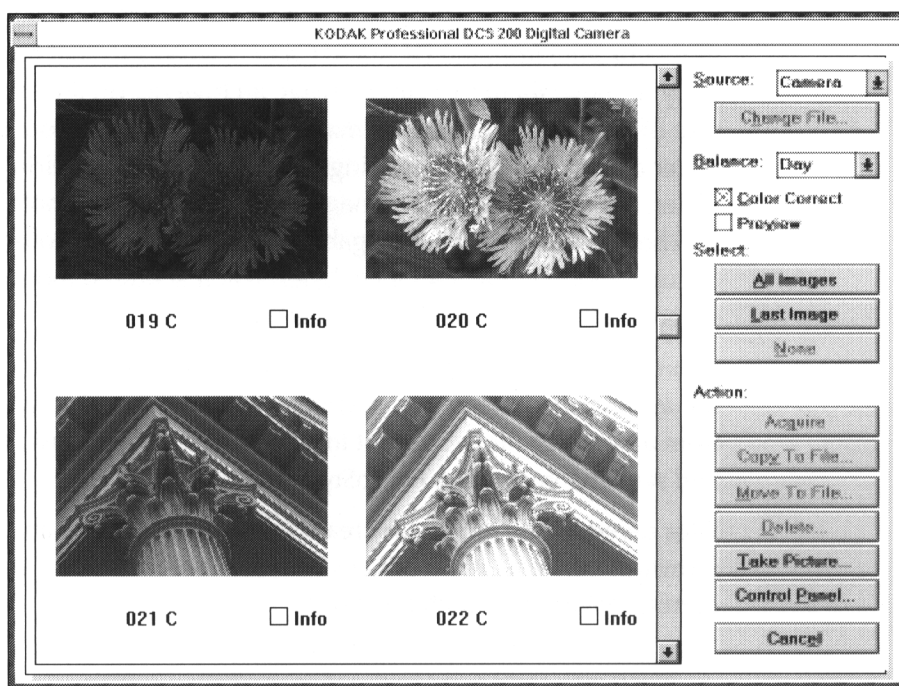 KODAK Professional DCS 200 Digital Camera
019 C Info
020 C Info
021 C Info
022 C Info
Source: Camera
Change File...
Balance: Day
Color Correct
Preview
Select:
All Images
Last Image
None
Action:
Acquire
Copy To File...
Move To File...
Delete...
Take Picture...
Control Panel...
Cancel